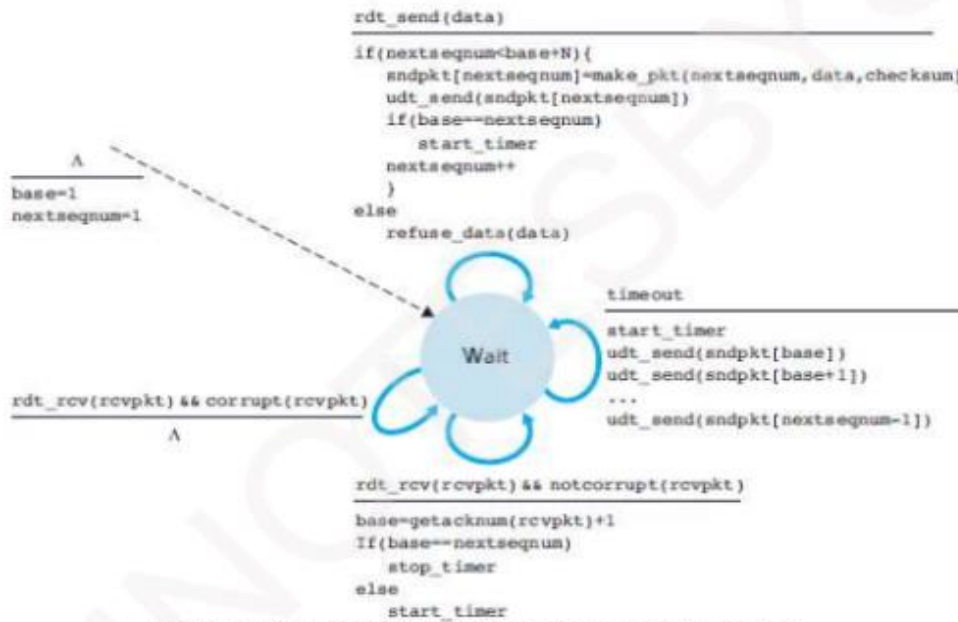 rdt_send(data)
if(nextseqnum<base+N){
sndpkt[nextseqnum]=make_pkt(nextseqnum,data,checksum)
udt_send(sndpkt[nextseqnum])
if(base==nextseqnum)
start_timer
nextseqnum++
}
else
refuse_data(data)
Λ
base=1
nextseqnum=1
Wait
timeout
start_timer
udt_send(sndpkt[base])
udt_send(sndpkt[base+1])
...
udt_send(sndpkt[nextseqnum-1])
rdt_rcv(rcvpkt) && corrupt(rcvpkt)
Λ
rdt_rcv(rcvpkt) && notcorrupt(rcvpkt)
base=getacknum(rcvpkt)+1
If(base==nextseqnum)
stop_timer
else
start_timer